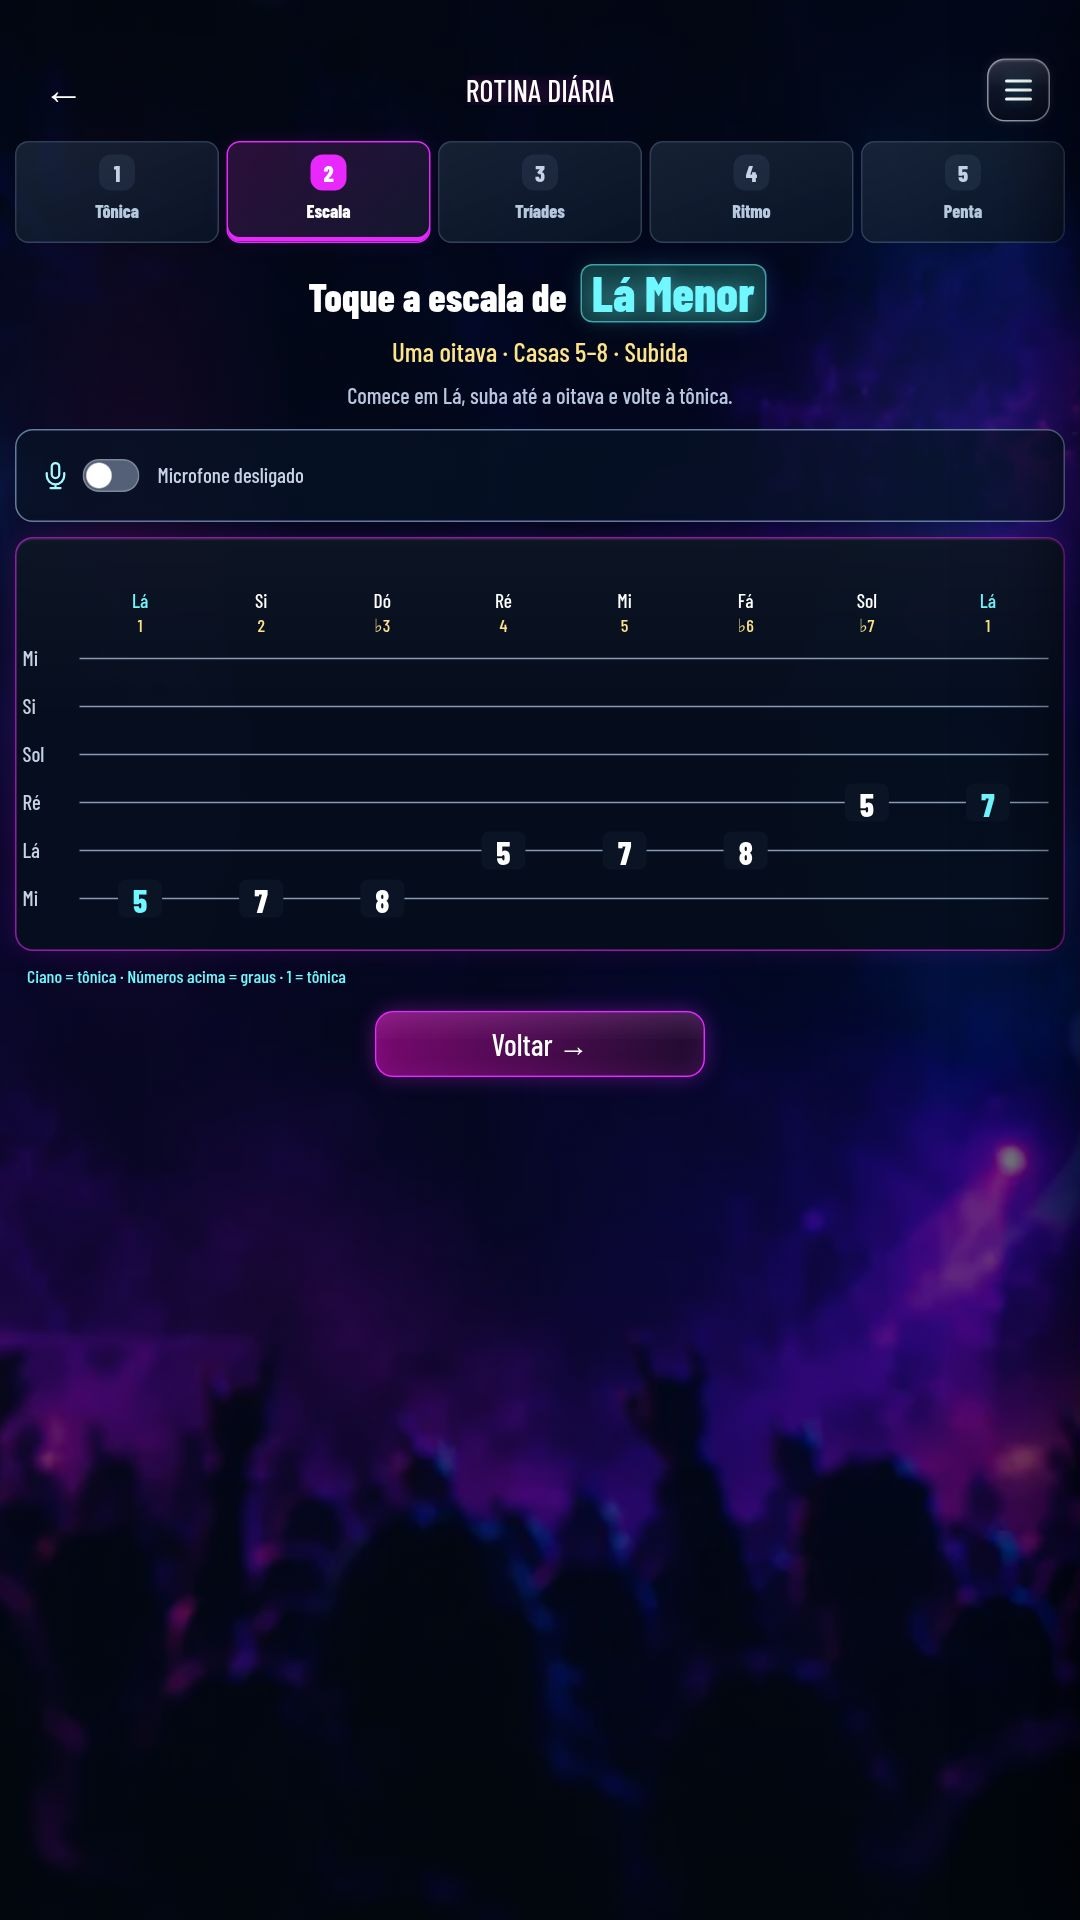 ←
ROTINA DIÁRIA
1 2 3 4 5
Tônica Escala Tríades Ritmo Penta
Toque a escala de Lá Menor
Uma oitava · Casas 5–8 · Subida
Comece em Lá, suba até a oitava e volte à tônica.
Microfone desligado
Lá Si Dó Ré Mi Fá Sol Lá
1 2 ♭3 4 5 ♭6 ♭7 1
Mi
Si
Sol
Ré 5 7
Lá 5 7 8
Mi 5 7 8
Ciano = tônica · Números acima = graus · 1 = tônica
Voltar →